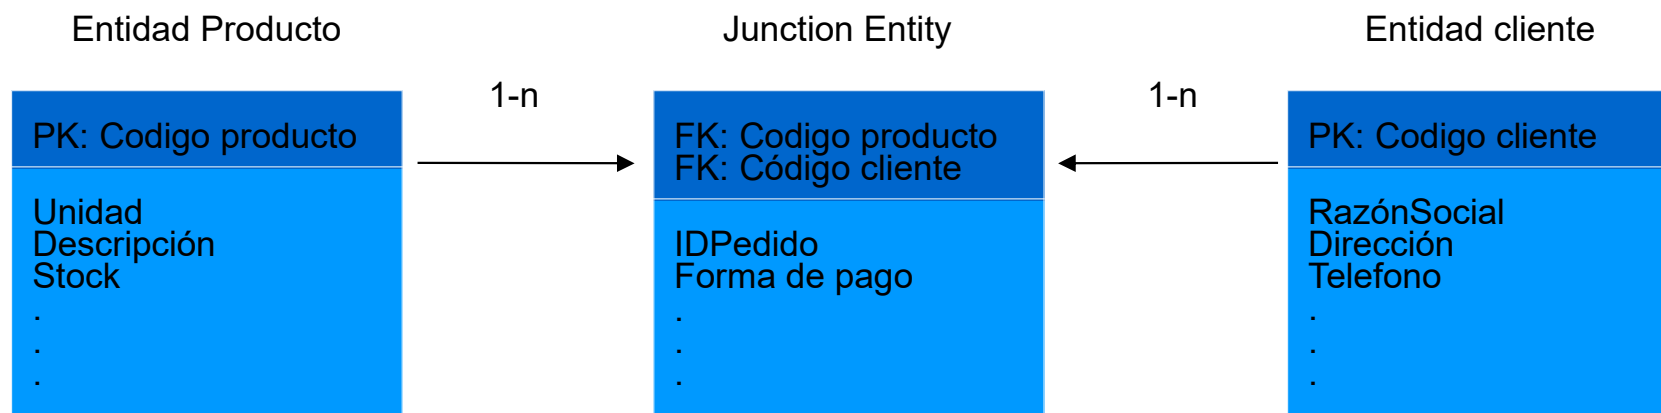 Entidad Producto
Junction Entity
Entidad cliente
1-n
1-n
PK: Codigo producto
Unidad
Descripción
Stock
.
.
.
FK: Codigo producto
FK: Código cliente
IDPedido
Forma de pago
.
.
.
PK: Codigo cliente
RazónSocial
Dirección
Telefono
.
.
.